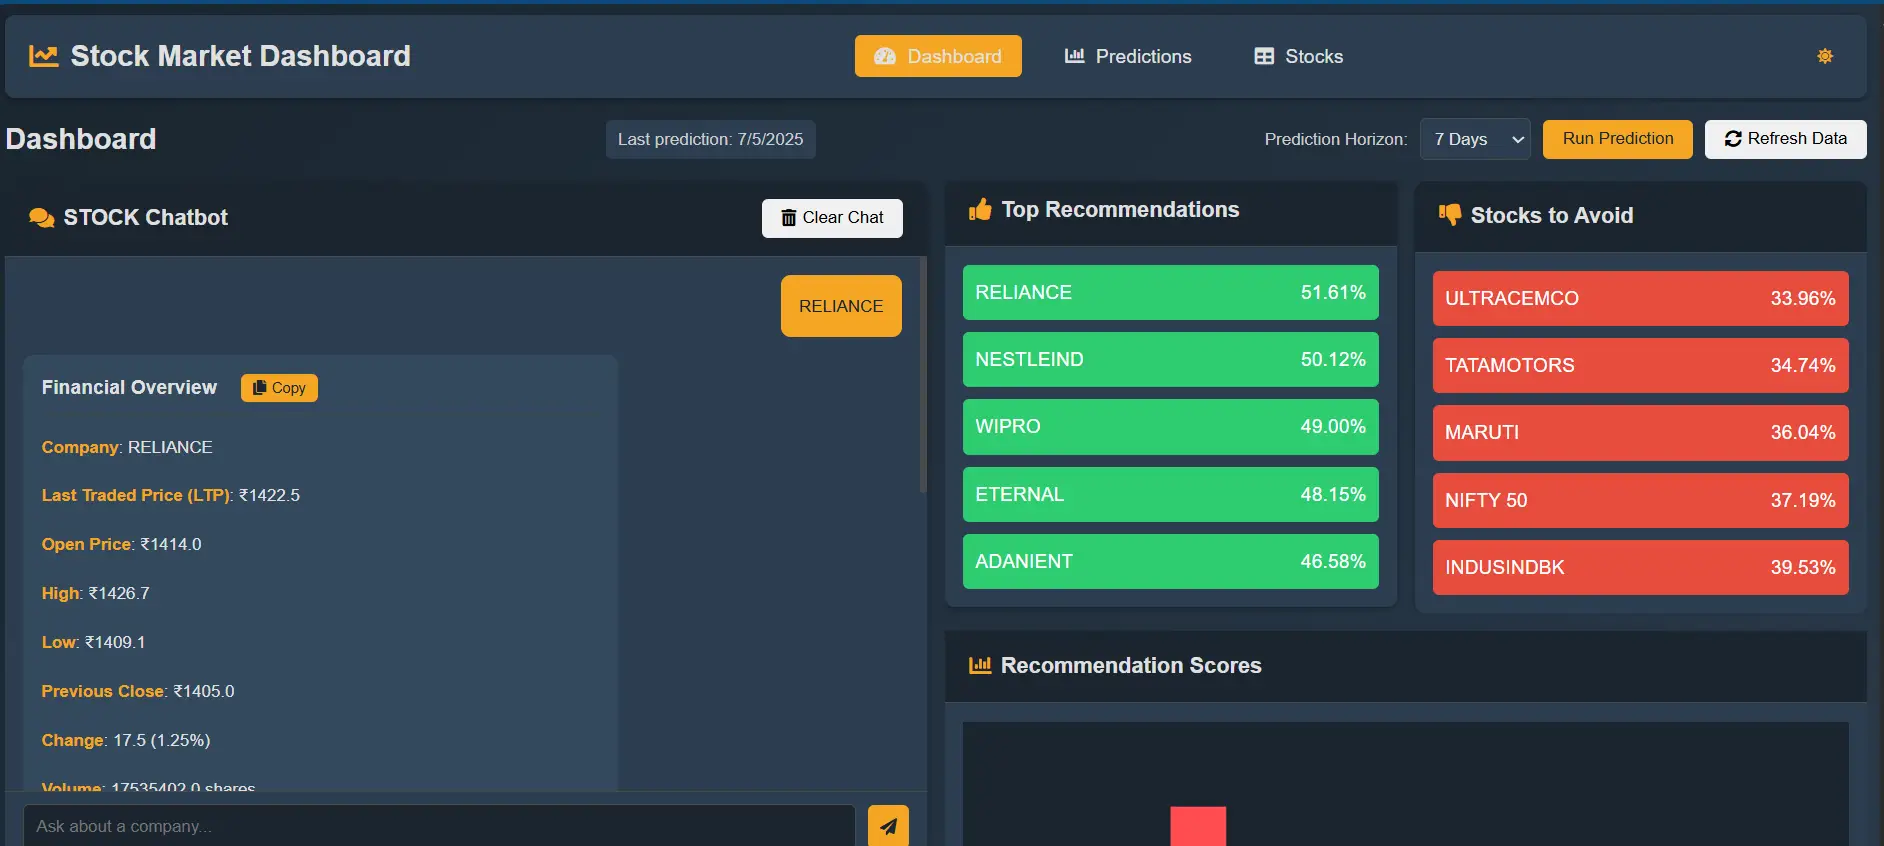 Stock Market Dashboard
Dashboard
Predictions
Stocks
Dashboard
Last prediction: 7/5/2025
Prediction Horizon:
7 Days
Run Prediction
Refresh Data
STOCK Chatbot
Clear Chat
RELIANCE
Financial Overview
Copy
Company: RELIANCE
Last Traded Price (LTP): ₹1422.5
Open Price: ₹1414.0
High: ₹1426.7
Low: ₹1409.1
Previous Close: ₹1405.0
Change: 17.5 (1.25%)
Volume: 17535402.0 shares
Ask about a company...
Top Recommendations
RELIANCE 51.61%
NESTLEIND 50.12%
WIPRO 49.00%
ETERNAL 48.15%
ADANIENT 46.58%
Stocks to Avoid
ULTRACEMCO 33.96%
TATAMOTORS 34.74%
MARUTI 36.04%
NIFTY 50 37.19%
INDUSINDBK 39.53%
Recommendation Scores